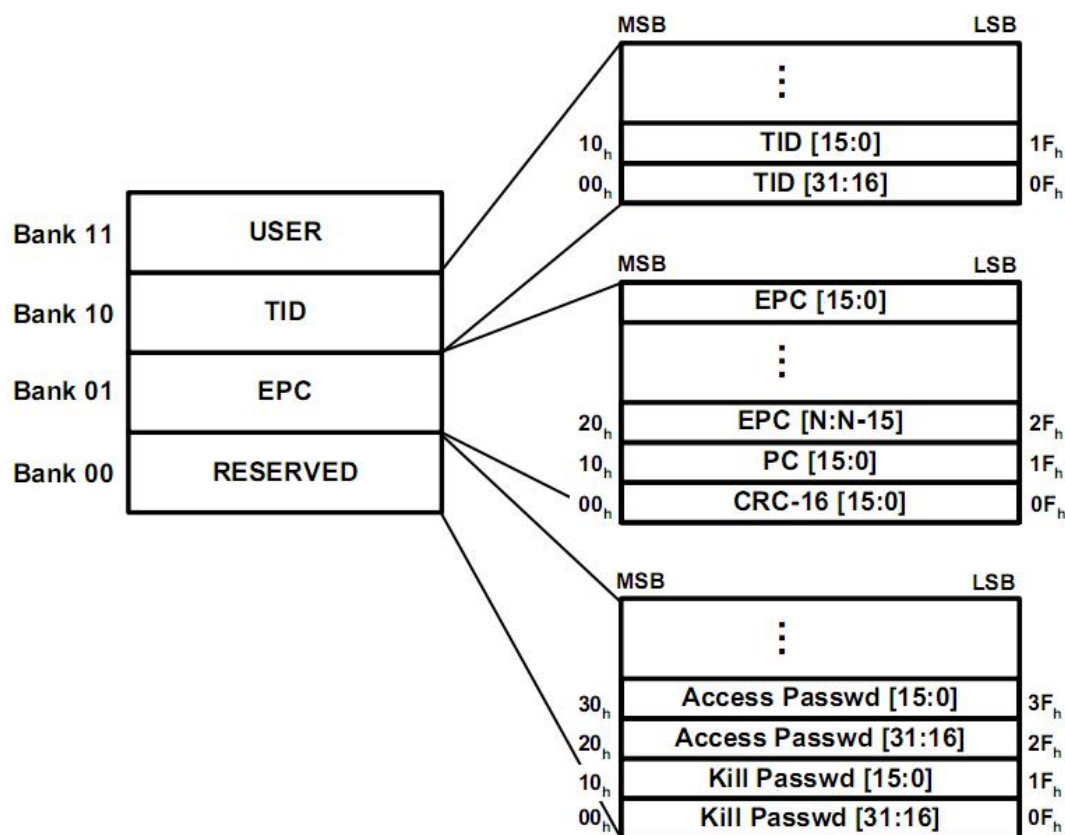 MSB LSB
⋮
10h TID [15:0] 1Fh
00h TID [31:16] 0Fh
Bank 11 USER
Bank 10 TID
Bank 01 EPC
Bank 00 RESERVED
MSB LSB
EPC [15:0]
⋮
20h EPC [N:N-15] 2Fh
10h PC [15:0] 1Fh
00h CRC-16 [15:0] 0Fh
MSB LSB
⋮
30h Access Passwd [15:0] 3Fh
20h Access Passwd [31:16] 2Fh
10h Kill Passwd [15:0] 1Fh
00h Kill Passwd [31:16] 0Fh